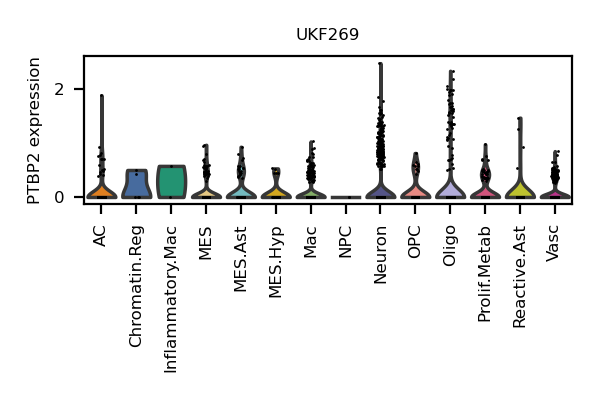 UKF269
PTBP2 expression
2
0
AC
Chromatin.Reg
Inflammatory.Mac
MES
MES.Ast
MES.Hyp
Mac
NPC
Neuron
OPC
Oligo
Prolif.Metab
Reactive.Ast
Vasc